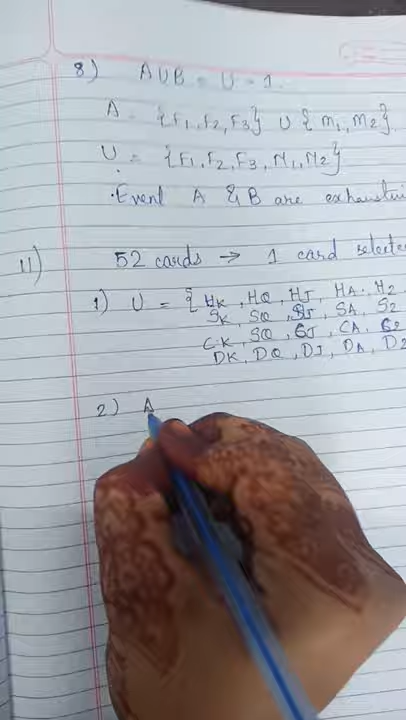 8) A∪B = U = 1.
A = {F1, F2, F3} ∪ {M1, M2}.
U = {F1, F2, F3, M1, M2}
·Event A & B are exhausti
11) 52 cards → 1 card selecte
1) U = { HK, HQ, HJ, HA, H2
SK, SQ, SJ, SA, S2
CK, SQ, CJ, CA, C2
DK, DQ, DJ, DA, D2
2) A